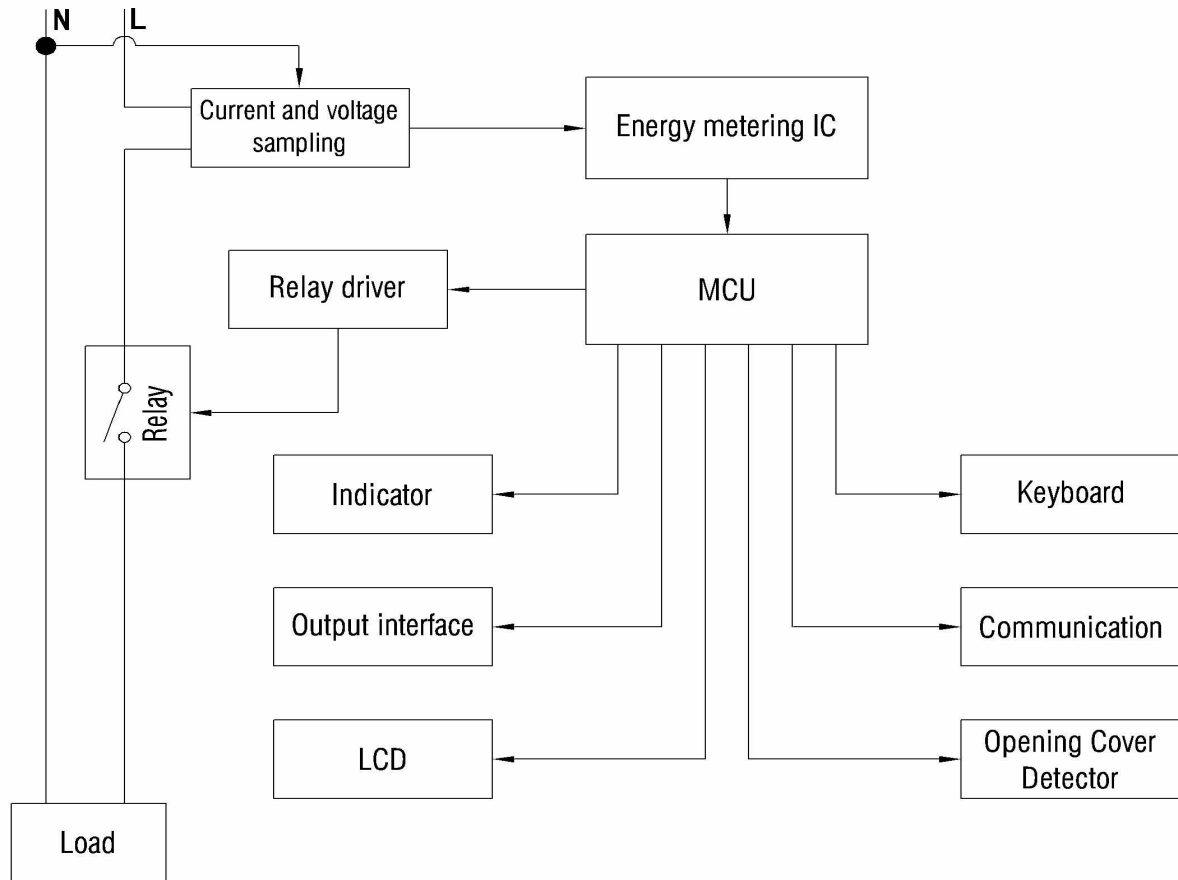 N
L
Current and voltage
sampling
Energy metering IC
Relay driver
MCU
Relay
Indicator
Keyboard
Output interface
Communication
LCD
Opening Cover
Detector
Load